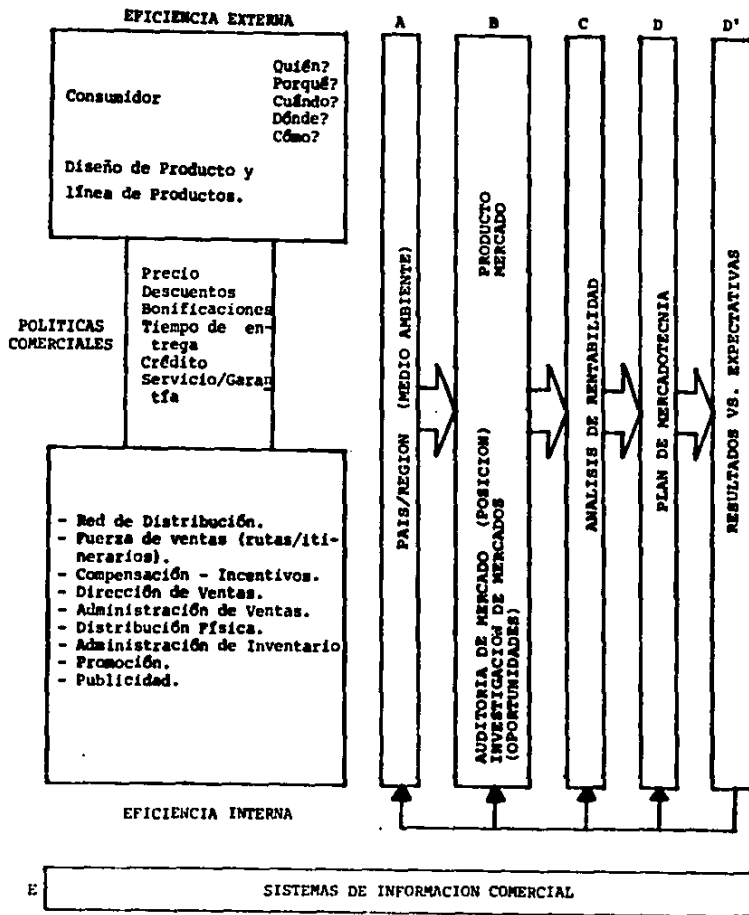 EFICIENCIA EXTERNA
Consumidor
Quién?
Porqué?
Cuándo?
Dónde?
Cómo?
Diseño de Producto y
línea de Productos.
POLITICAS
COMERCIALES
Precio
Descuentos
Bonificaciones
Tiempo de en-
trega
Crédito
Servicio/Garan
tía
- Red de Distribución.
- Fuerza de ventas (rutas/iti-
nerarios).
- Compensación - Incentivos.
- Dirección de Ventas.
- Administración de Ventas.
- Distribución Física.
- Administración de Inventario
- Promoción.
- Publicidad.
EFICIENCIA INTERNA
A
PAIS/REGION (MEDIO AMBIENTE)
B
PRODUCTO
MERCADO
AUDITORIA DE MERCADO (POSICION)
INVESTIGACION DE MERCADOS
(OPORTUNIDADES)
C
ANALISIS DE RENTABILIDAD
D
PLAN DE MERCADOTECNIA
D'
RESULTADOS VS. EXPECTATIVAS
E
SISTEMAS DE INFORMACION COMERCIAL